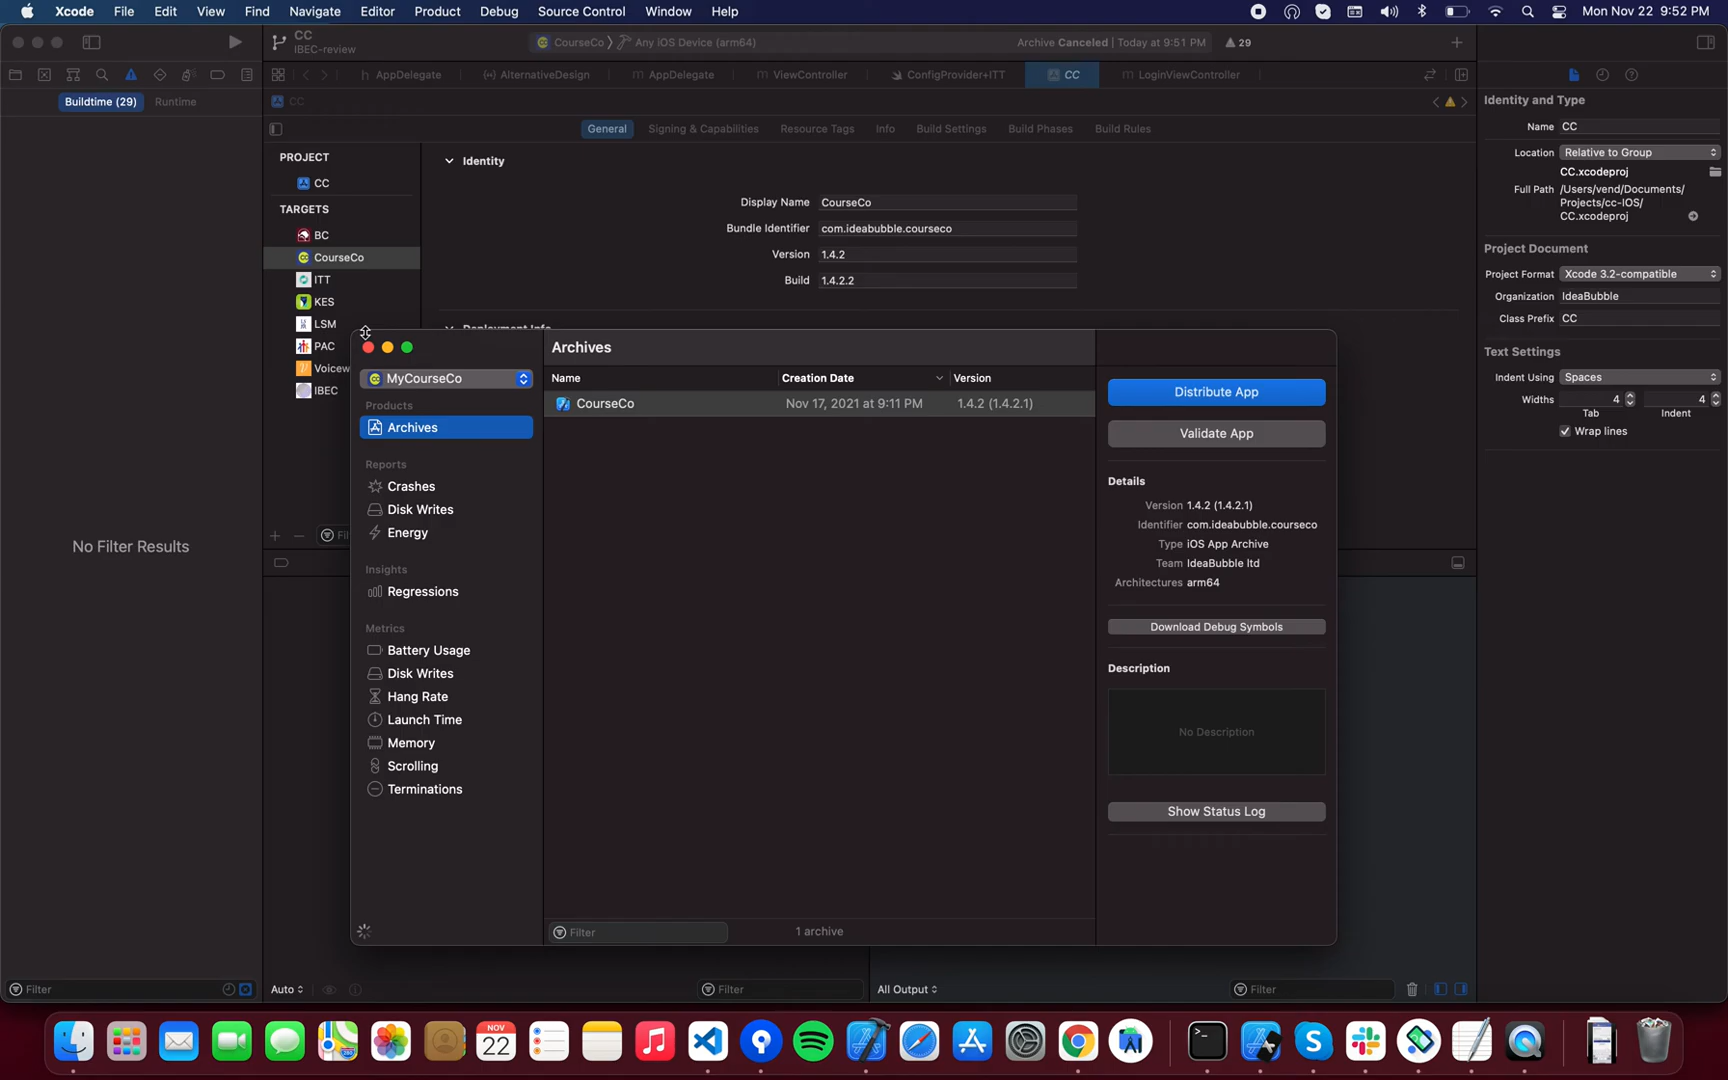 Xcode File Edit View Find Navigate Editor Product Debug Source Control Window Help Mon Nov 22 9:52 PM
CC
IBEC-review
CourseCo Any iOS Device (arm64) Archive Canceled | Today at 9:51 PM 29
AppDelegate AlternativeDesign AppDelegate ViewController ConfigProvider+ITT CC LoginViewController
Buildtime (29) Runtime
CC
General Signing & Capabilities Resource Tags Info Build Settings Build Phases Build Rules
PROJECT
CC
TARGETS
BC
CourseCo
ITT
KES
LSM
PAC
Voicew
IBEC
Fil
Identity
Display Name CourseCo
Bundle Identifier com.ideabubble.courseco
Version 1.4.2
Build 1.4.2.2
Deployment Info
No Filter Results
MyCourseCo
Products
Archives
Reports
Crashes
Disk Writes
Energy
Insights
Regressions
Metrics
Battery Usage
Disk Writes
Hang Rate
Launch Time
Memory
Scrolling
Terminations
Archives
Name Creation Date Version
CourseCo Nov 17, 2021 at 9:11 PM 1.4.2 (1.4.2.1)
Filter 1 archive
Distribute App
Validate App
Details
Version 1.4.2 (1.4.2.1)
Identifier com.ideabubble.courseco
Type iOS App Archive
Team IdeaBubble ltd
Architectures arm64
Download Debug Symbols
Description
No Description
Show Status Log
Identity and Type
Name CC
Location Relative to Group
CC.xcodeproj
Full Path /Users/vend/Documents/
Projects/cc-IOS/
CC.xcodeproj
Project Document
Project Format Xcode 3.2-compatible
Organization IdeaBubble
Class Prefix CC
Text Settings
Indent Using Spaces
Widths 4 4
Tab Indent
Wrap lines
Filter Auto Filter All Output Filter
NOV
22